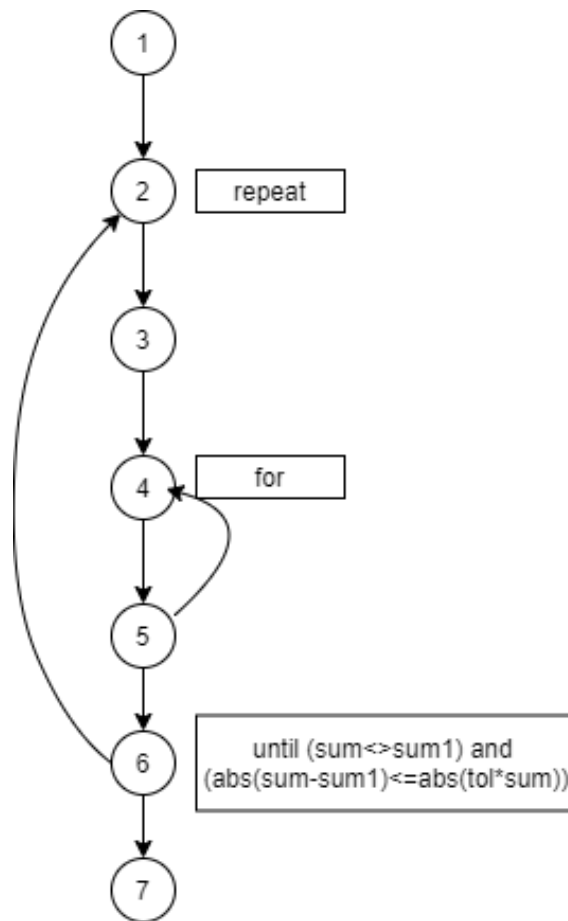 1
2
repeat
3
4
for
5
6
until (sum<>sum1) and
(abs(sum-sum1)<=abs(tol*sum))
7